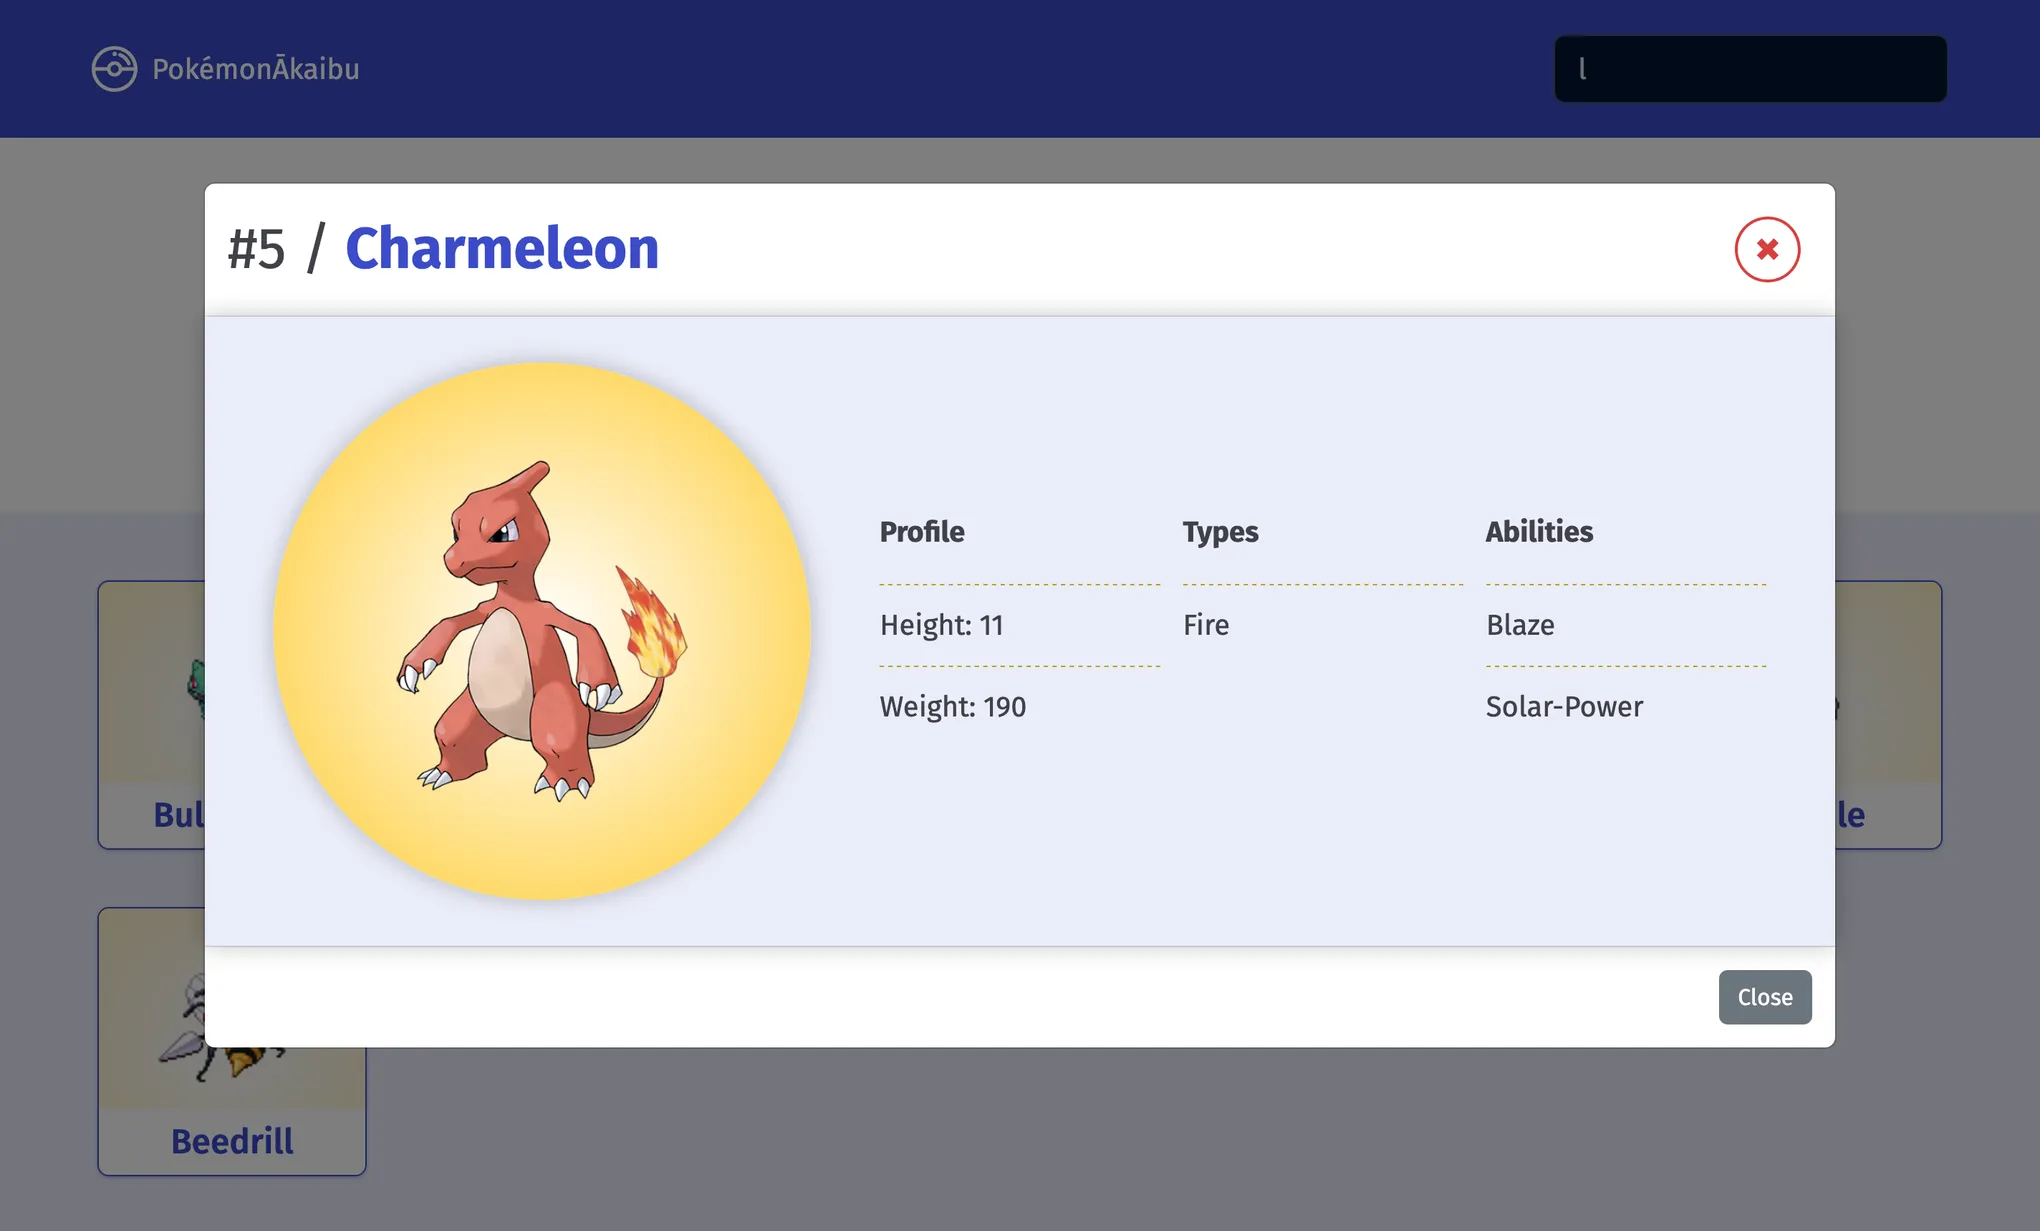 PokémonĀkaibu
l
#5 / Charmeleon
Profile
Types
Abilities
Height: 11
Fire
Blaze
Weight: 190
Solar-Power
Bul
le
Close
Beedrill